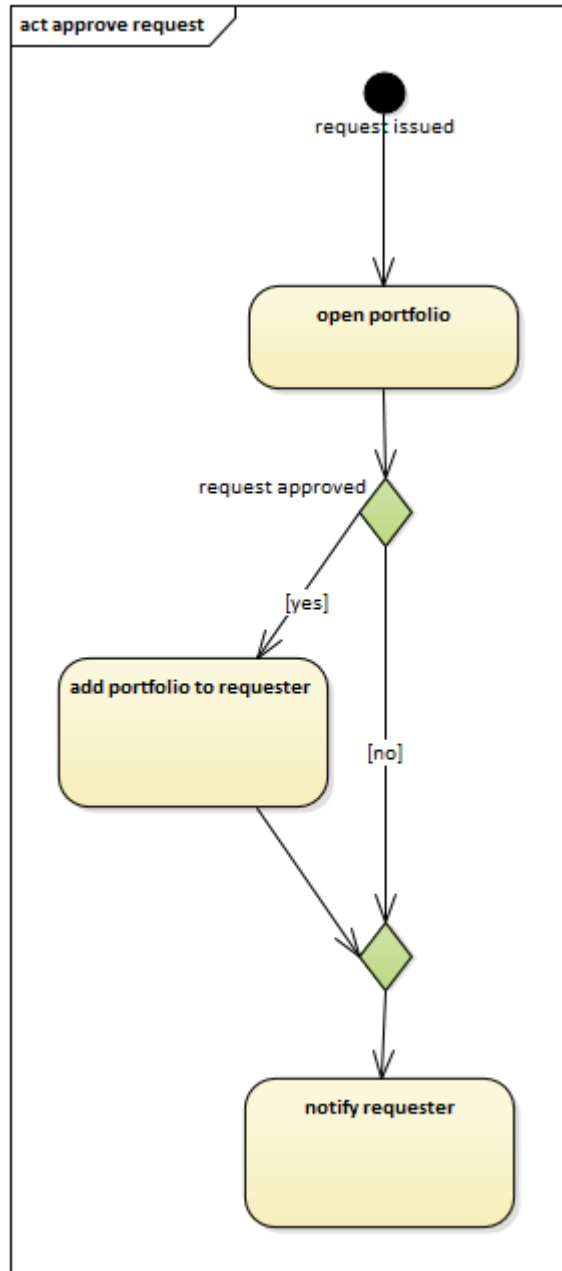 act approve request
request issued
open portfolio
request approved
[yes]
add portfolio to requester
[no]
notify requester